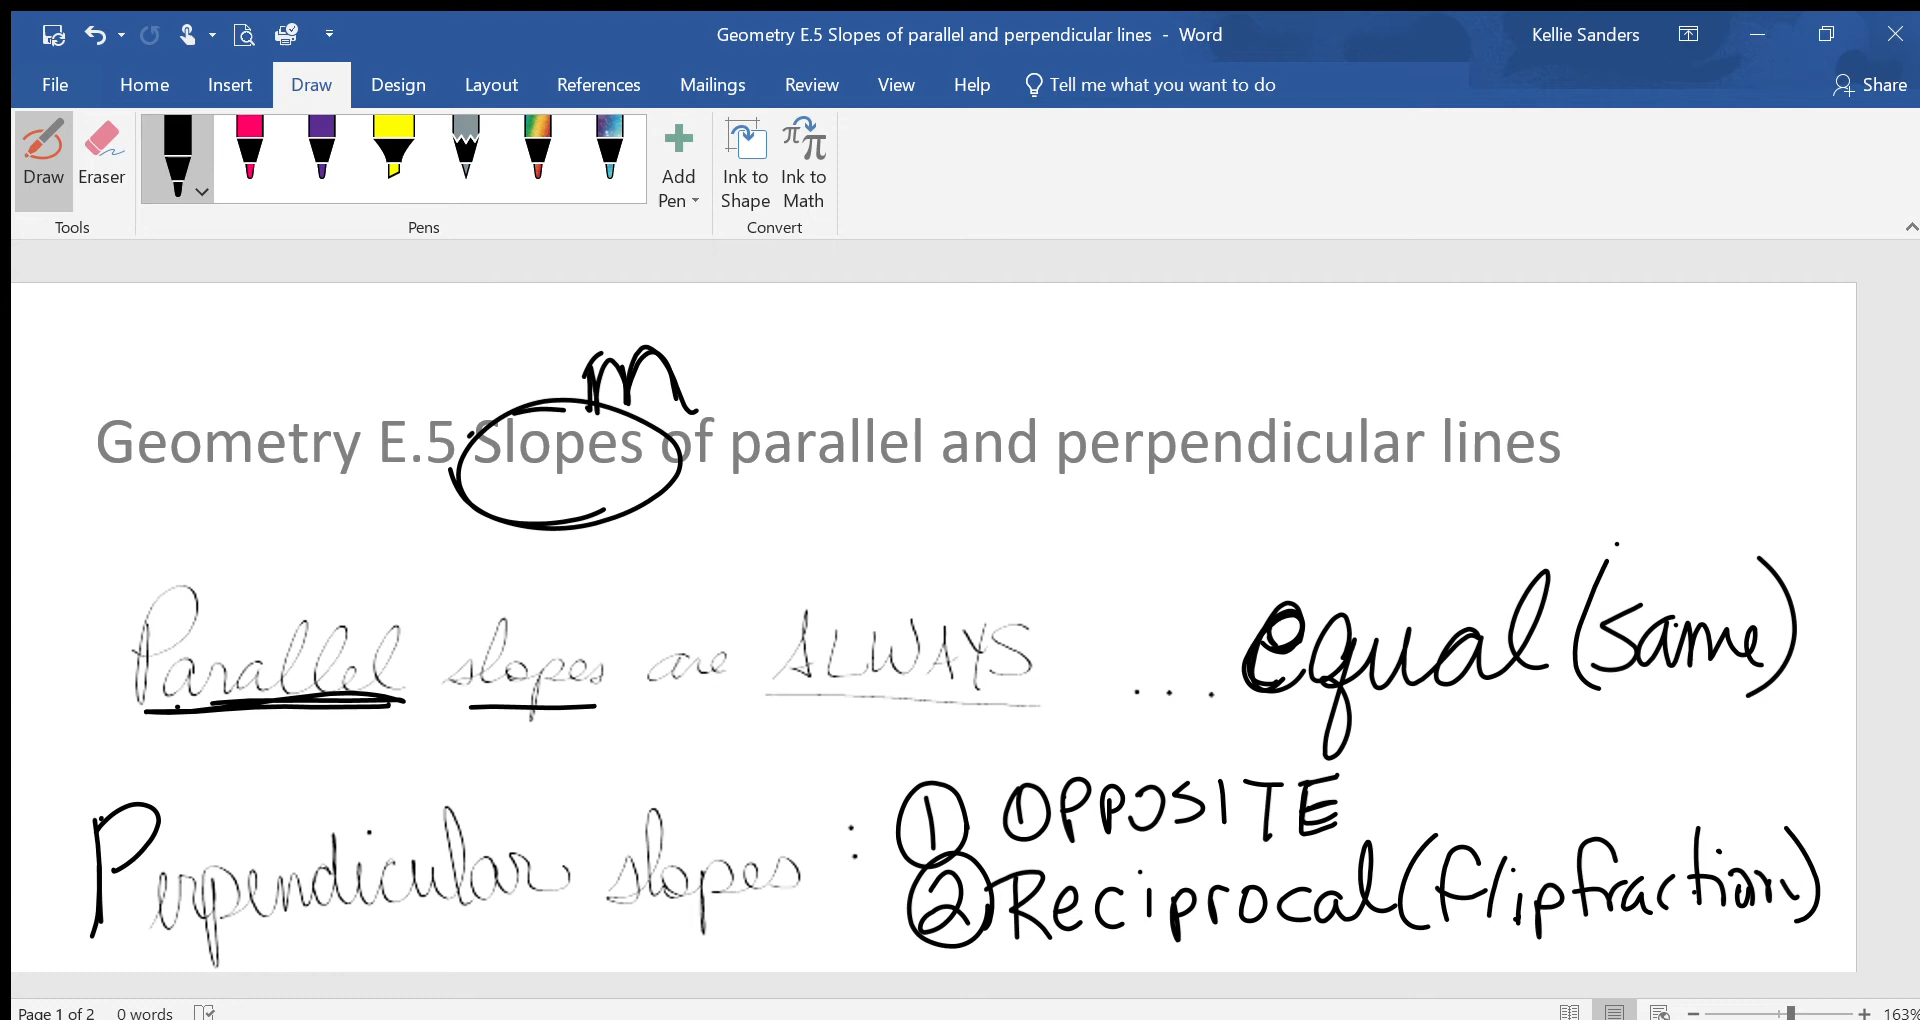 Geometry E.5 Slopes of parallel and perpendicular lines - Word
Kellie Sanders
File Home Insert Draw Design Layout References Mailings Review View Help Tell me what you want to do Share
Draw Eraser Add Pen Ink to Shape Ink to Math
Tools Pens Convert
m
Geometry E.5 Slopes of parallel and perpendicular lines
Parallel slopes are ALWAYS ... equal (same)
Perpendicular slopes : 1 OPPOSITE
2 Reciprocal (flip fraction)
Page 1 of 2 0 words 163%